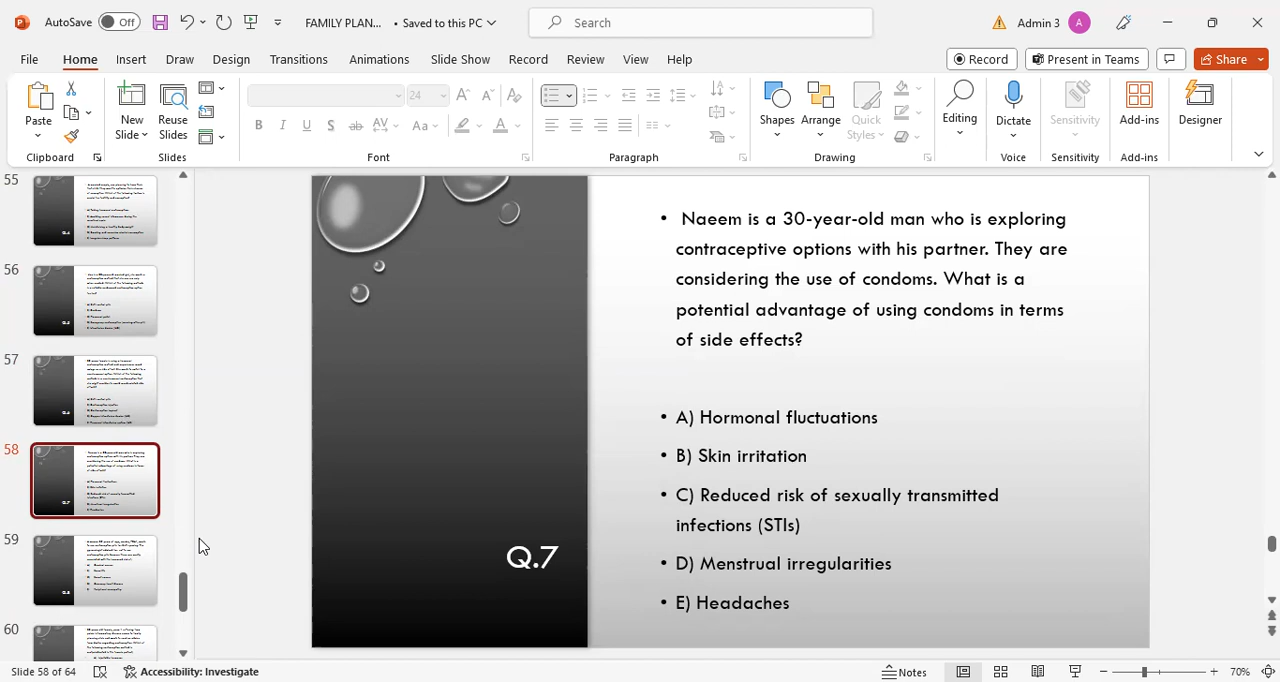 AutoSave Off FAMILY PLAN... • Saved to this PC Search Admin 3 A
File Home Insert Draw Design Transitions Animations Slide Show Record Review View Help Record Present in Teams Share
Paste New Slide Reuse Slides 24 Shapes Arrange Quick Styles Editing Dictate Sensitivity Add-ins Designer
Clipboard Slides Font Paragraph Drawing Voice Sensitivity Add-ins
55
56
57
58
59
60
Naeem is a 30-year-old man who is exploring
contraceptive options with his partner. They are
considering the use of condoms. What is a
potential advantage of using condoms in terms
of side effects?
• A) Hormonal fluctuations
• B) Skin irritation
• C) Reduced risk of sexually transmitted
infections (STIs)
• D) Menstrual irregularities
• E) Headaches
Q.7
Slide 58 of 64 Accessibility: Investigate Notes 70%